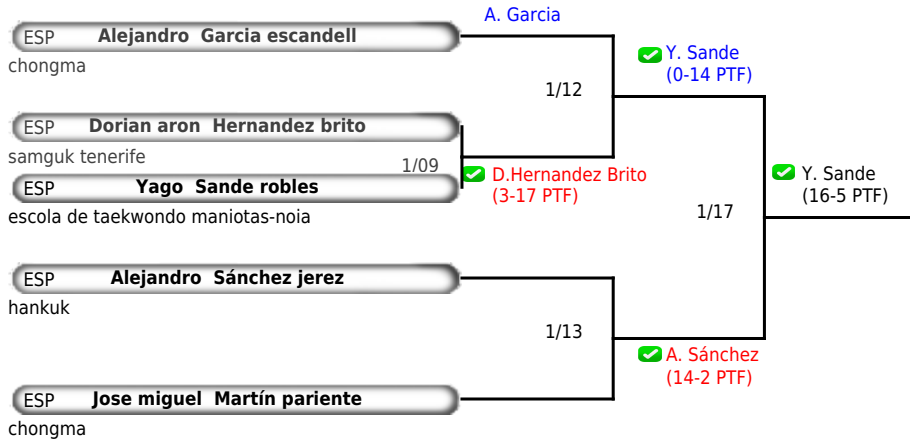 A. Garcia
ESP Alejandro Garcia escandell
chongma
Y. Sande
(0-14 PTF)
1/12
ESP Dorian aron Hernandez brito
samguk tenerife
1/09
D.Hernandez Brito
(3-17 PTF)
Y. Sande
(16-5 PTF)
ESP Yago Sande robles
escola de taekwondo maniotas-noia
1/17
ESP Alejandro Sánchez jerez
hankuk
1/13
A. Sánchez
(14-2 PTF)
ESP Jose miguel Martín pariente
chongma